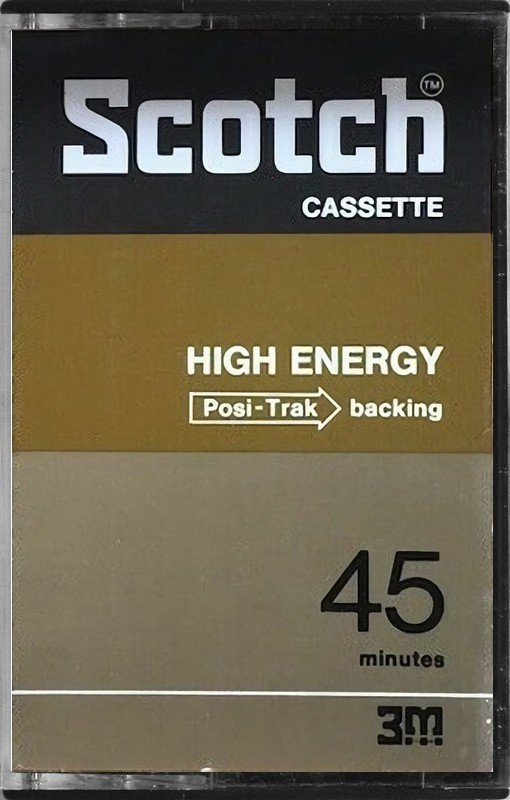 Scotch™
CASSETTE
HIGH ENERGY
Posi-Trak backing
45
minutes
3M